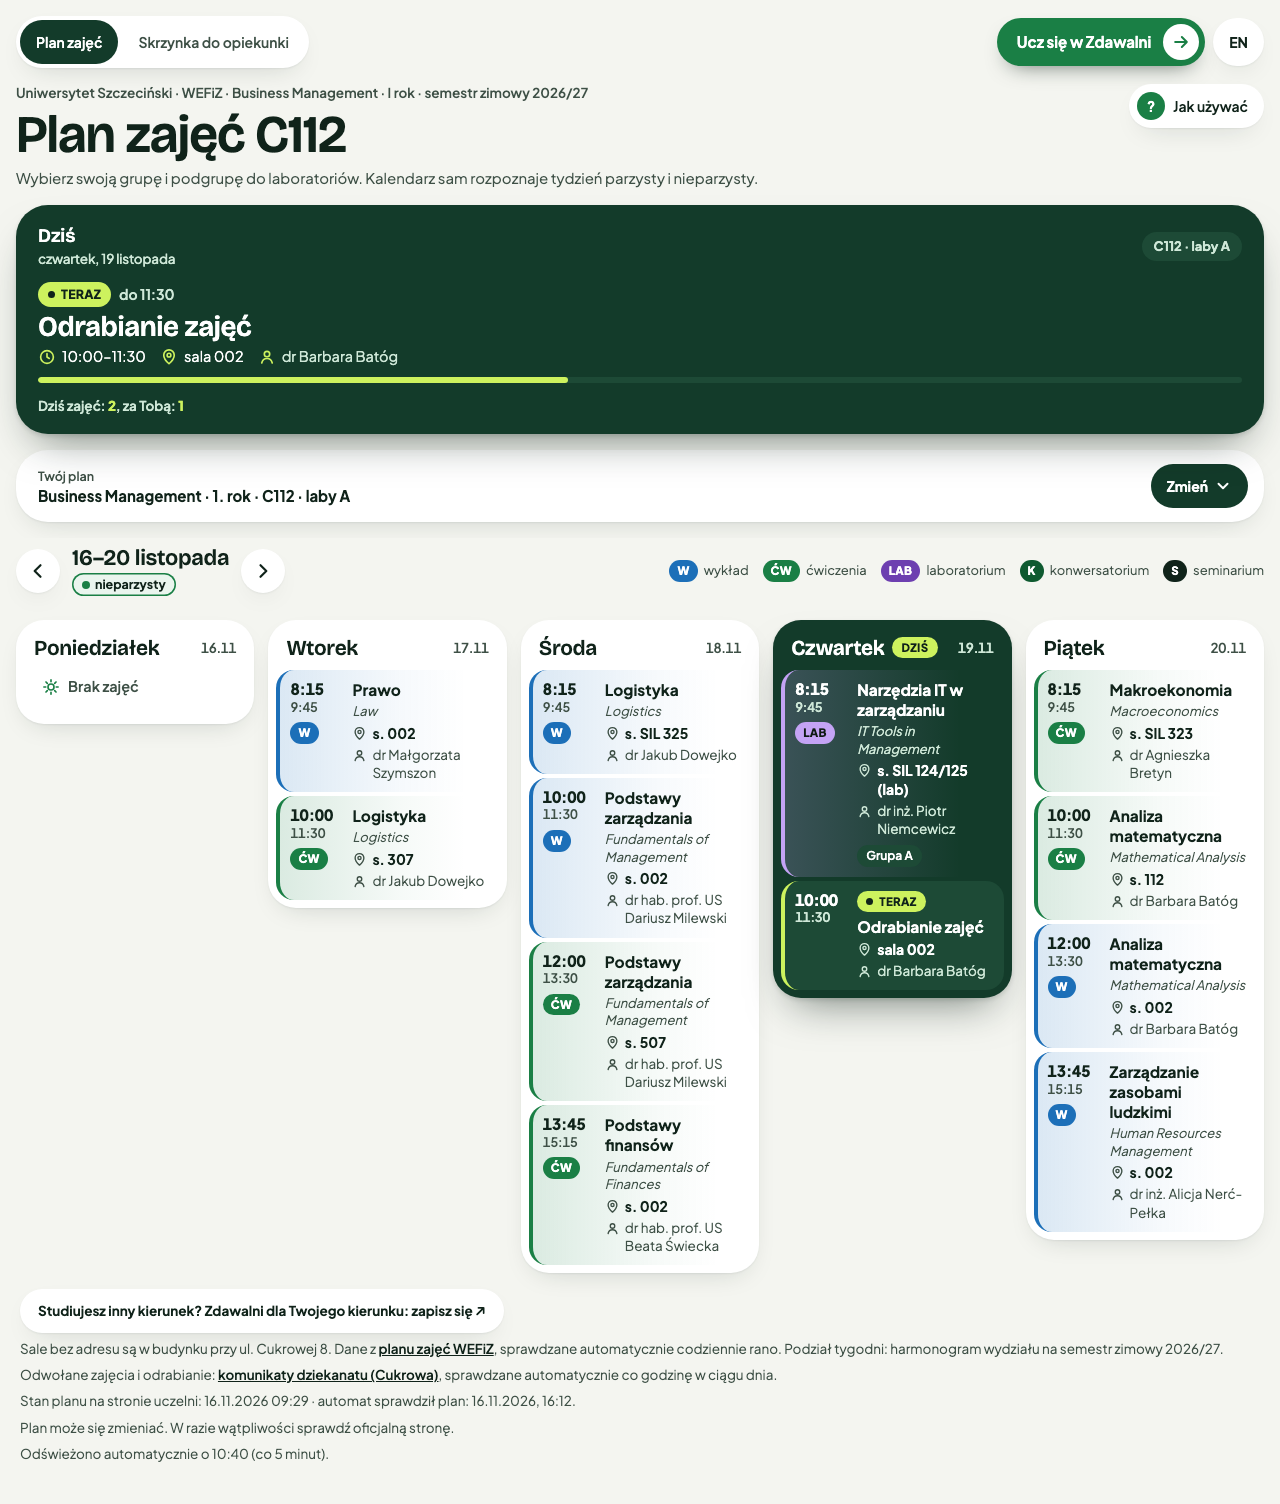 Plan zajęć
Skrzynka do opiekunki
Ucz się w Zdawalni
EN
Uniwersytet Szczeciński · WEFiZ · Business Management · I rok · semestr zimowy 2026/27
? Jak używać
Plan zajęć C112
Wybierz swoją grupę i podgrupę do laboratoriów. Kalendarz sam rozpoznaje tydzień parzysty i nieparzysty.
Dziś
czwartek, 19 listopada
C112 · laby A
TERAZ do 11:30
Odrabianie zajęć
10:00–11:30 sala 002 dr Barbara Batóg
Dziś zajęć: 2, za Tobą: 1
Twój plan
Business Management · 1. rok · C112 · laby A
Zmień
16–20 listopada
nieparzysty
W wykład ĆW ćwiczenia LAB laboratorium K konwersatorium S seminarium
Poniedziałek 16.11
Brak zajęć
Wtorek 17.11
8:15 Prawo
9:45 Law
W s. 002
dr Małgorzata
Szymszon
10:00 Logistyka
11:30 Logistics
ĆW s. 307
dr Jakub Dowejko
Środa 18.11
8:15 Logistyka
9:45 Logistics
W s. SIL 325
dr Jakub Dowejko
10:00 Podstawy
11:30 zarządzania
W Fundamentals of
Management
s. 002
dr hab. prof. US
Dariusz Milewski
12:00 Podstawy
13:30 zarządzania
ĆW Fundamentals of
Management
s. 507
dr hab. prof. US
Dariusz Milewski
13:45 Podstawy
15:15 finansów
ĆW Fundamentals of
Finances
s. 002
dr hab. prof. US
Beata Świecka
Czwartek DZIŚ 19.11
8:15 Narzędzia IT w
9:45 zarządzaniu
LAB IT Tools in
Management
s. SIL 124/125
(lab)
dr inż. Piotr
Niemcewicz
Grupa A
10:00 TERAZ
11:30 Odrabianie zajęć
sala 002
dr Barbara Batóg
Piątek 20.11
8:15 Makroekonomia
9:45 Macroeconomics
ĆW s. SIL 323
dr Agnieszka
Bretyn
10:00 Analiza
11:30 matematyczna
ĆW Mathematical Analysis
s. 112
dr Barbara Batóg
12:00 Analiza
13:30 matematyczna
W Mathematical Analysis
s. 002
dr Barbara Batóg
13:45 Zarządzanie
15:15 zasobami
W ludzkimi
Human Resources
Management
s. 002
dr inż. Alicja Nerć-
Pełka
Studiujesz inny kierunek? Zdawalni dla Twojego kierunku: zapisz się ↗
Sale bez adresu są w budynku przy ul. Cukrowej 8. Dane z planu zajęć WEFiZ, sprawdzane automatycznie codziennie rano. Podział tygodni: harmonogram wydziału na semestr zimowy 2026/27.
Odwołane zajęcia i odrabianie: komunikaty dziekanatu (Cukrowa), sprawdzane automatycznie co godzinę w ciągu dnia.
Stan planu na stronie uczelni: 16.11.2026 09:29 · automat sprawdził plan: 16.11.2026, 16:12.
Plan może się zmieniać. W razie wątpliwości sprawdź oficjalną stronę.
Odświeżono automatycznie o 10:40 (co 5 minut).